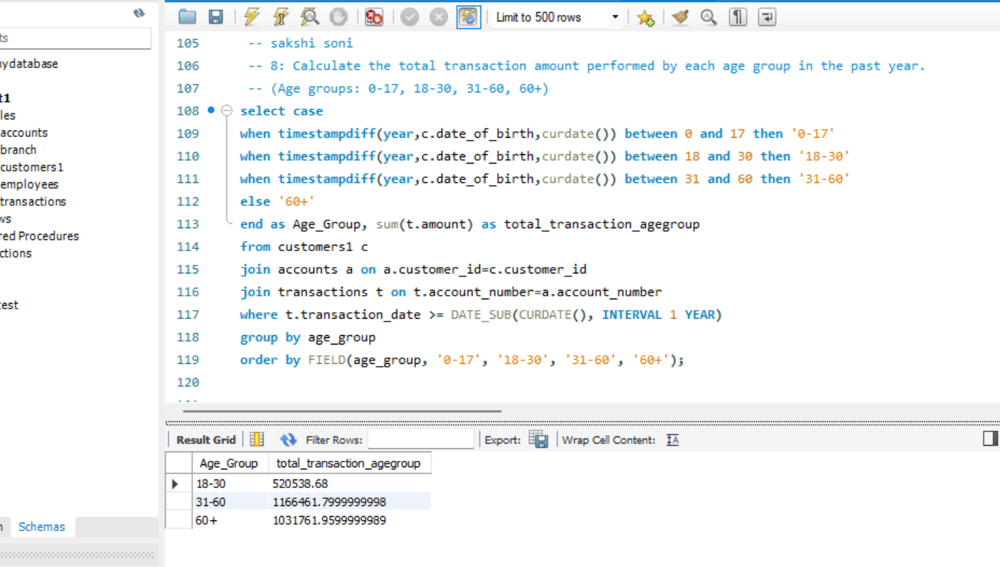 Limit to 500 rows
ts
mydatabase
t1
les
accounts
branch
customers1
employees
transactions
ws
red Procedures
ctions
test
Schemas
105 -- sakshi soni
106 -- 8: Calculate the total transaction amount performed by each age group in the past year.
107 -- (Age groups: 0-17, 18-30, 31-60, 60+)
108 select case
109 when timestampdiff(year,c.date_of_birth,curdate()) between 0 and 17 then '0-17'
110 when timestampdiff(year,c.date_of_birth,curdate()) between 18 and 30 then '18-30'
111 when timestampdiff(year,c.date_of_birth,curdate()) between 31 and 60 then '31-60'
112 else '60+'
113 end as Age_Group, sum(t.amount) as total_transaction_agegroup
114 from customers1 c
115 join accounts a on a.customer_id=c.customer_id
116 join transactions t on t.account_number=a.account_number
117 where t.transaction_date >= DATE_SUB(CURDATE(), INTERVAL 1 YEAR)
118 group by age_group
119 order by FIELD(age_group, '0-17', '18-30', '31-60', '60+');
120
Result Grid Filter Rows: Export: Wrap Cell Content:
Age_Group total_transaction_agegroup
18-30 520538.68
31-60 1166461.7999999998
60+ 1031761.9599999989